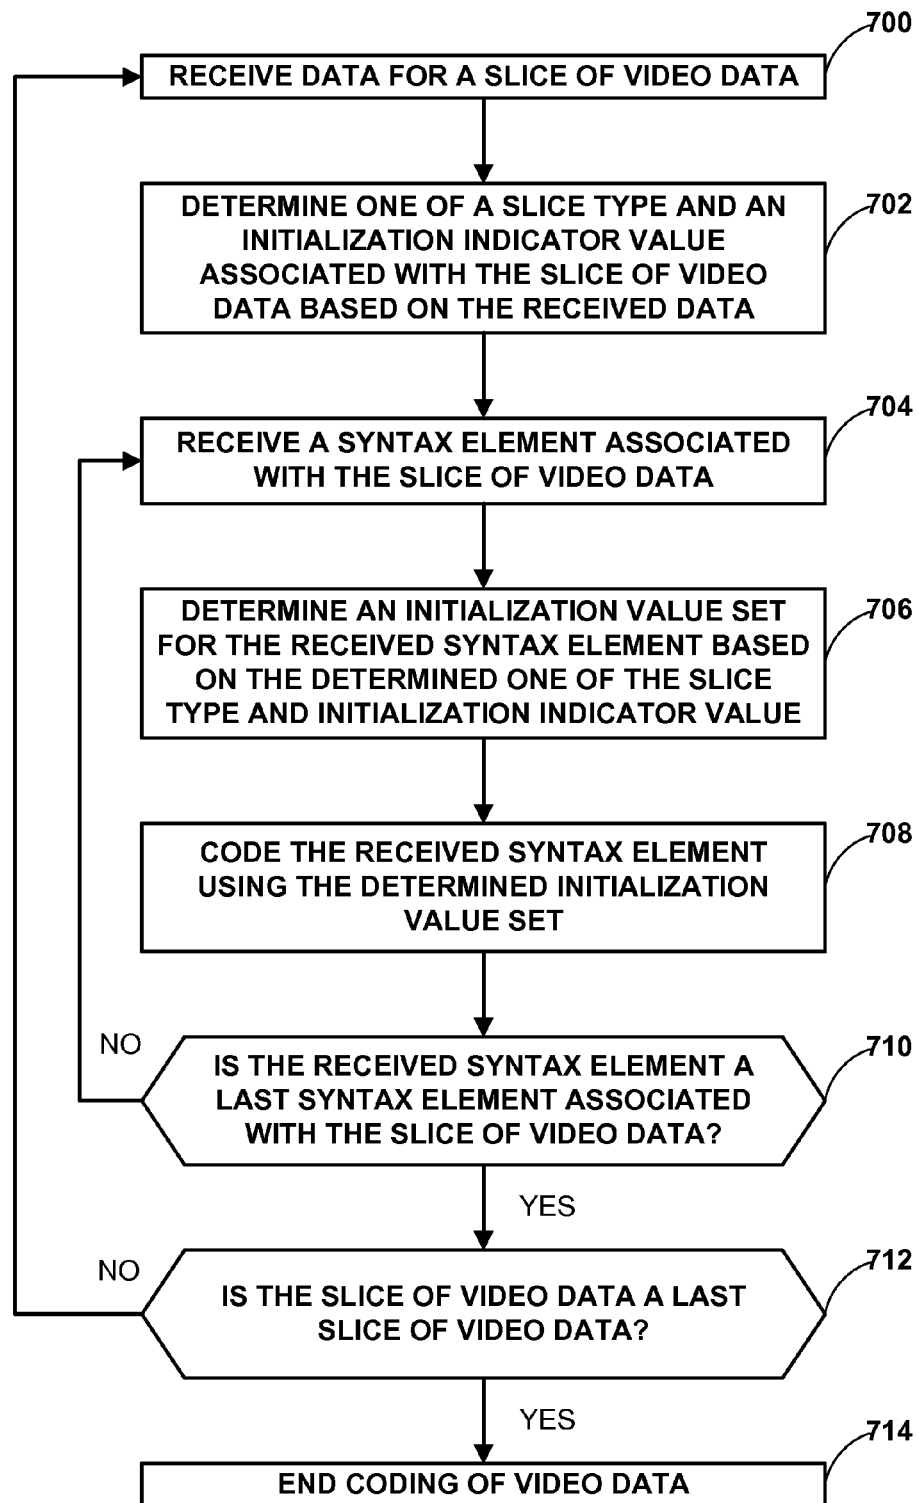 700
RECEIVE DATA FOR A SLICE OF VIDEO DATA
702
DETERMINE ONE OF A SLICE TYPE AND AN
INITIALIZATION INDICATOR VALUE
ASSOCIATED WITH THE SLICE OF VIDEO
DATA BASED ON THE RECEIVED DATA
704
RECEIVE A SYNTAX ELEMENT ASSOCIATED
WITH THE SLICE OF VIDEO DATA
706
DETERMINE AN INITIALIZATION VALUE SET
FOR THE RECEIVED SYNTAX ELEMENT BASED
ON THE DETERMINED ONE OF THE SLICE
TYPE AND INITIALIZATION INDICATOR VALUE
708
CODE THE RECEIVED SYNTAX ELEMENT
USING THE DETERMINED INITIALIZATION
VALUE SET
NO
710
IS THE RECEIVED SYNTAX ELEMENT A
LAST SYNTAX ELEMENT ASSOCIATED
WITH THE SLICE OF VIDEO DATA?
YES
NO
712
IS THE SLICE OF VIDEO DATA A LAST
SLICE OF VIDEO DATA?
YES
714
END CODING OF VIDEO DATA